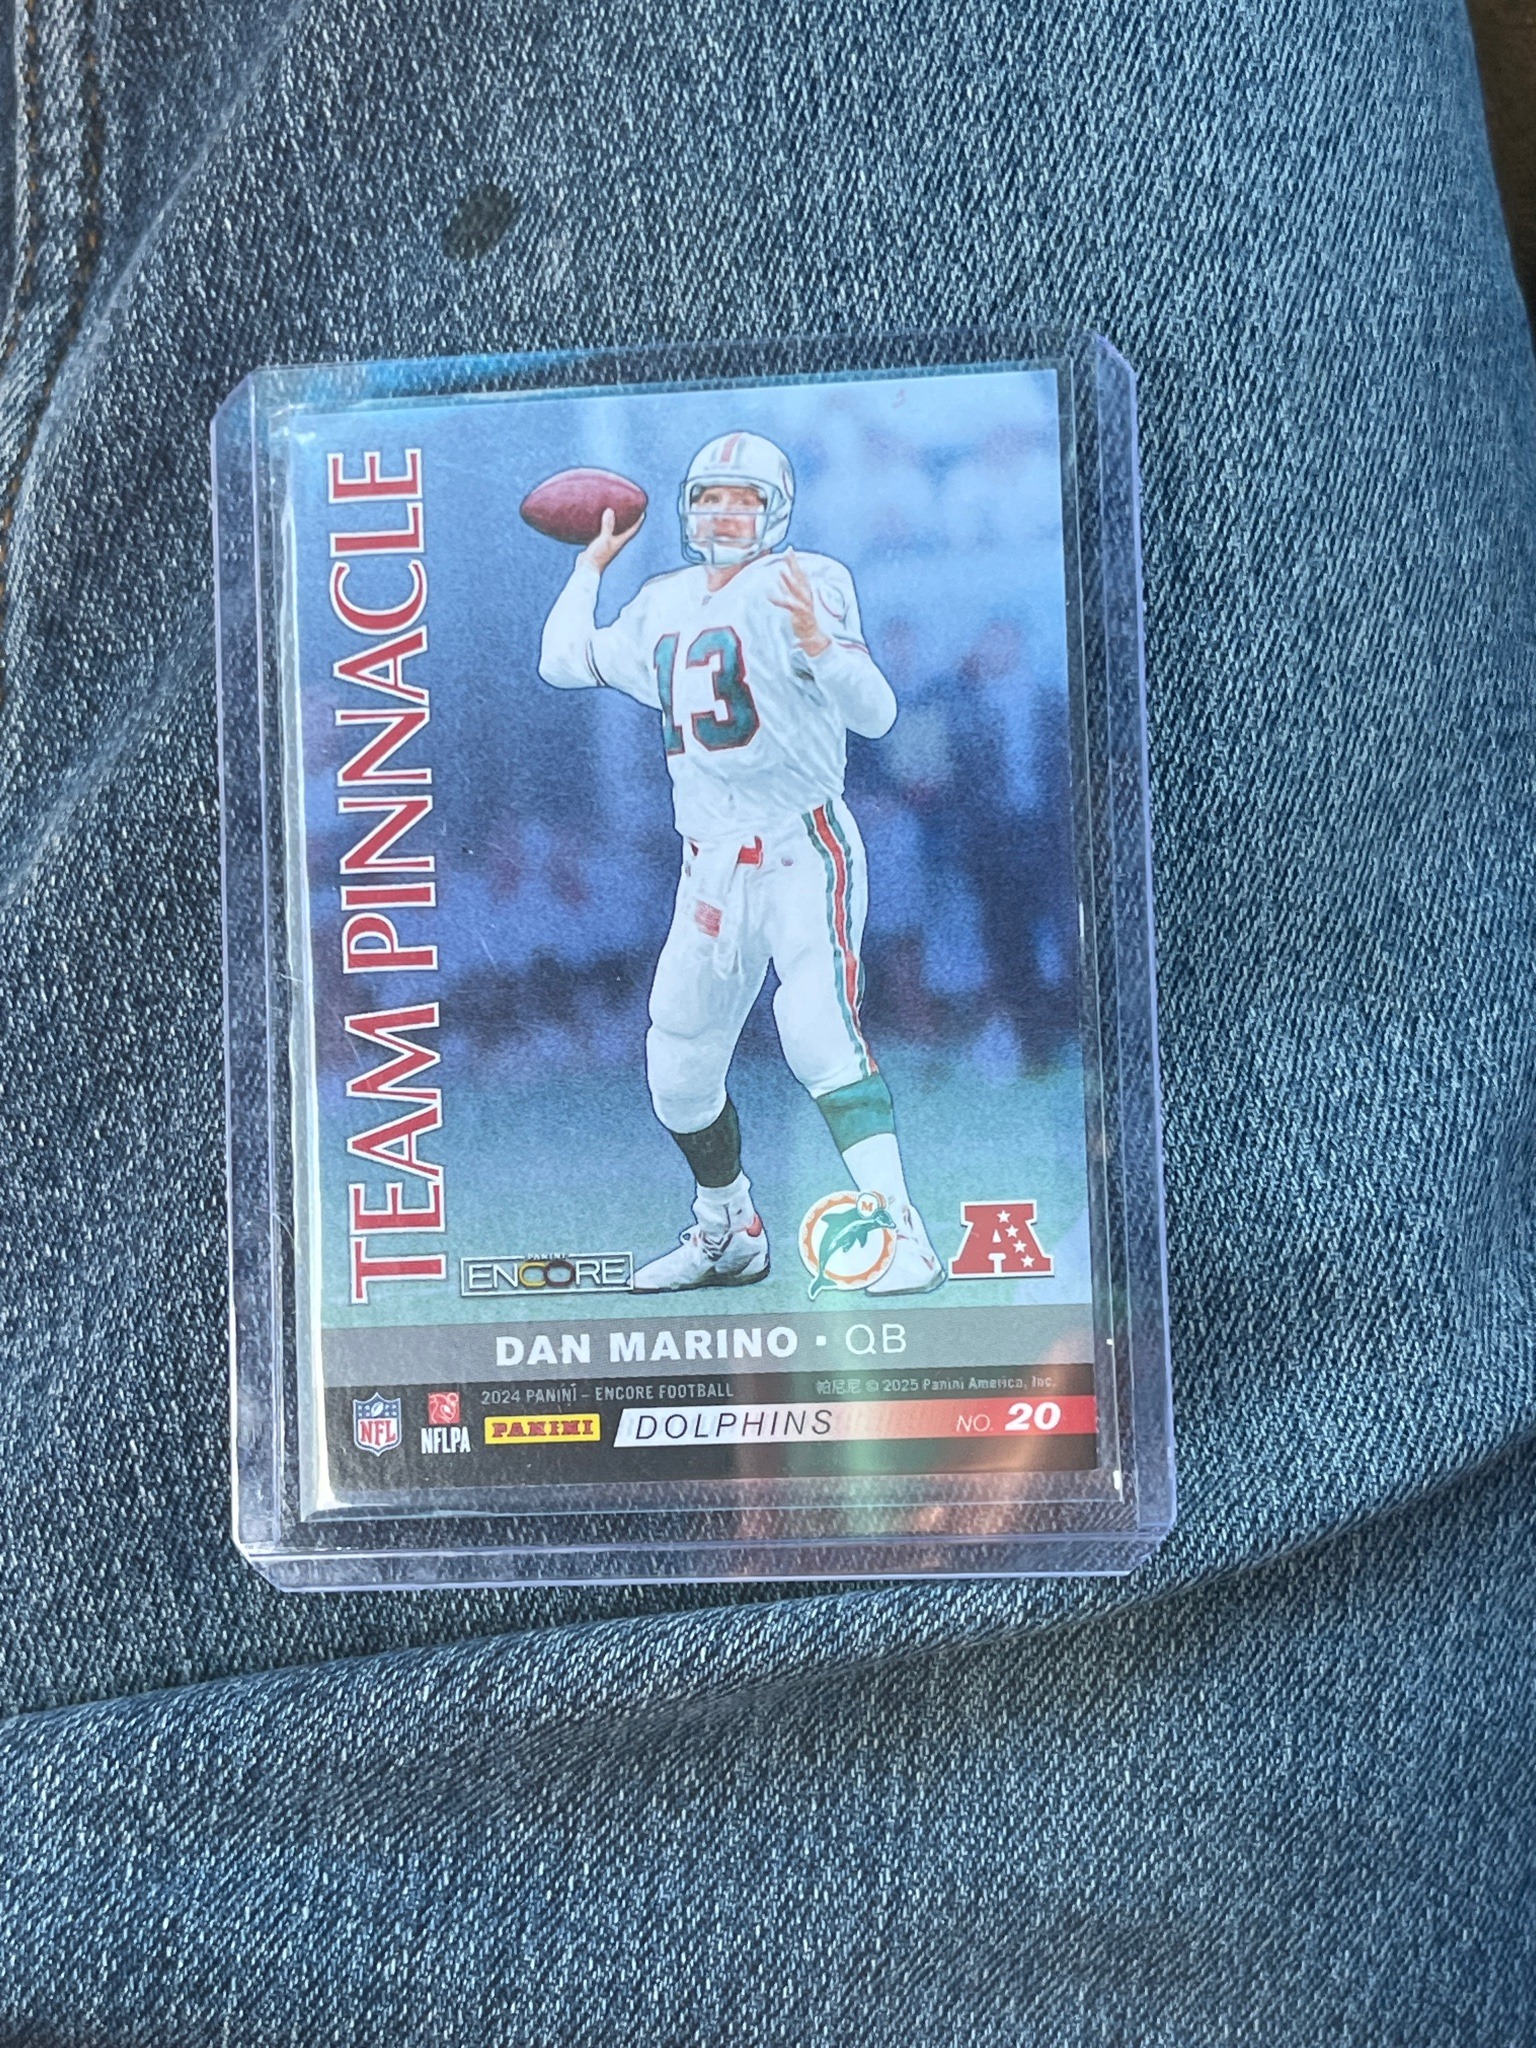 TEAM PINNACLE
13
M
A
PANINI
ENCORE
DAN MARINO • QB
2024 PANINI – ENCORE FOOTBALL
帕尼尼 © 2025 Panini America, Inc.
NFL
NFLPA
PANINI
DOLPHINS
NO. 20